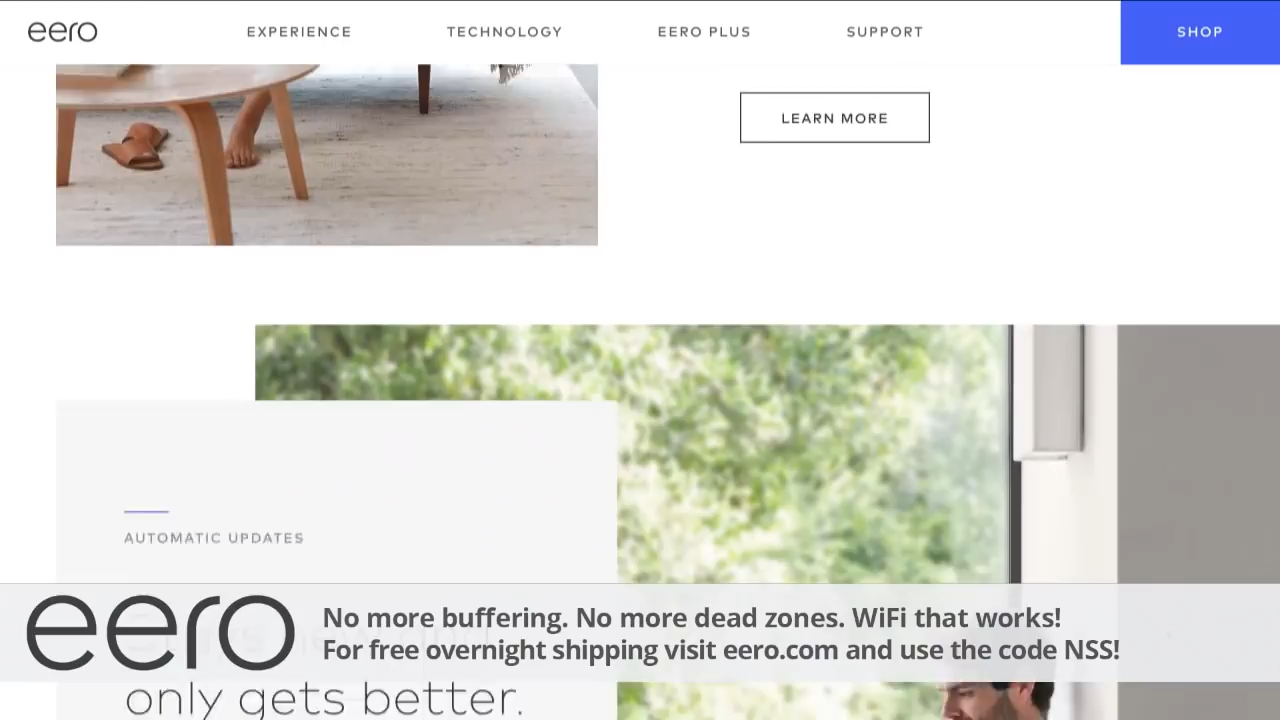 eero
EXPERIENCE
TECHNOLOGY
EERO PLUS
SUPPORT
SHOP
LEARN MORE
AUTOMATIC UPDATES
eero
No more buffering. No more dead zones. WiFi that works!
For free overnight shipping visit eero.com and use the code NSS!
only gets better.